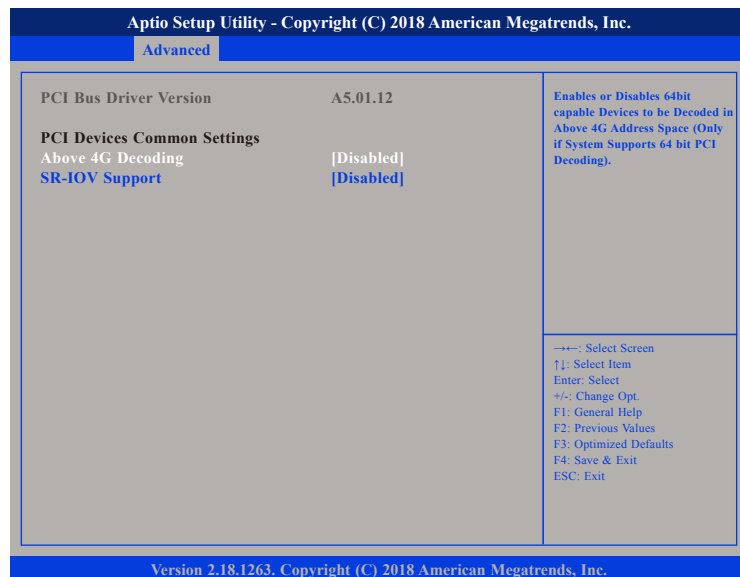 Aptio Setup Utility - Copyright (C) 2018 American Megatrends, Inc.
Advanced
PCI Bus Driver Version A5.01.12
PCI Devices Common Settings
Above 4G Decoding [Disabled]
SR-IOV Support [Disabled]
Enables or Disables 64bit
capable Devices to be Decoded in
Above 4G Address Space (Only
if System Supports 64 bit PCI
Decoding).
→←: Select Screen
↑↓: Select Item
Enter: Select
+/-: Change Opt.
F1: General Help
F2: Previous Values
F3: Optimized Defaults
F4: Save & Exit
ESC: Exit
Version 2.18.1263. Copyright (C) 2018 American Megatrends, Inc.